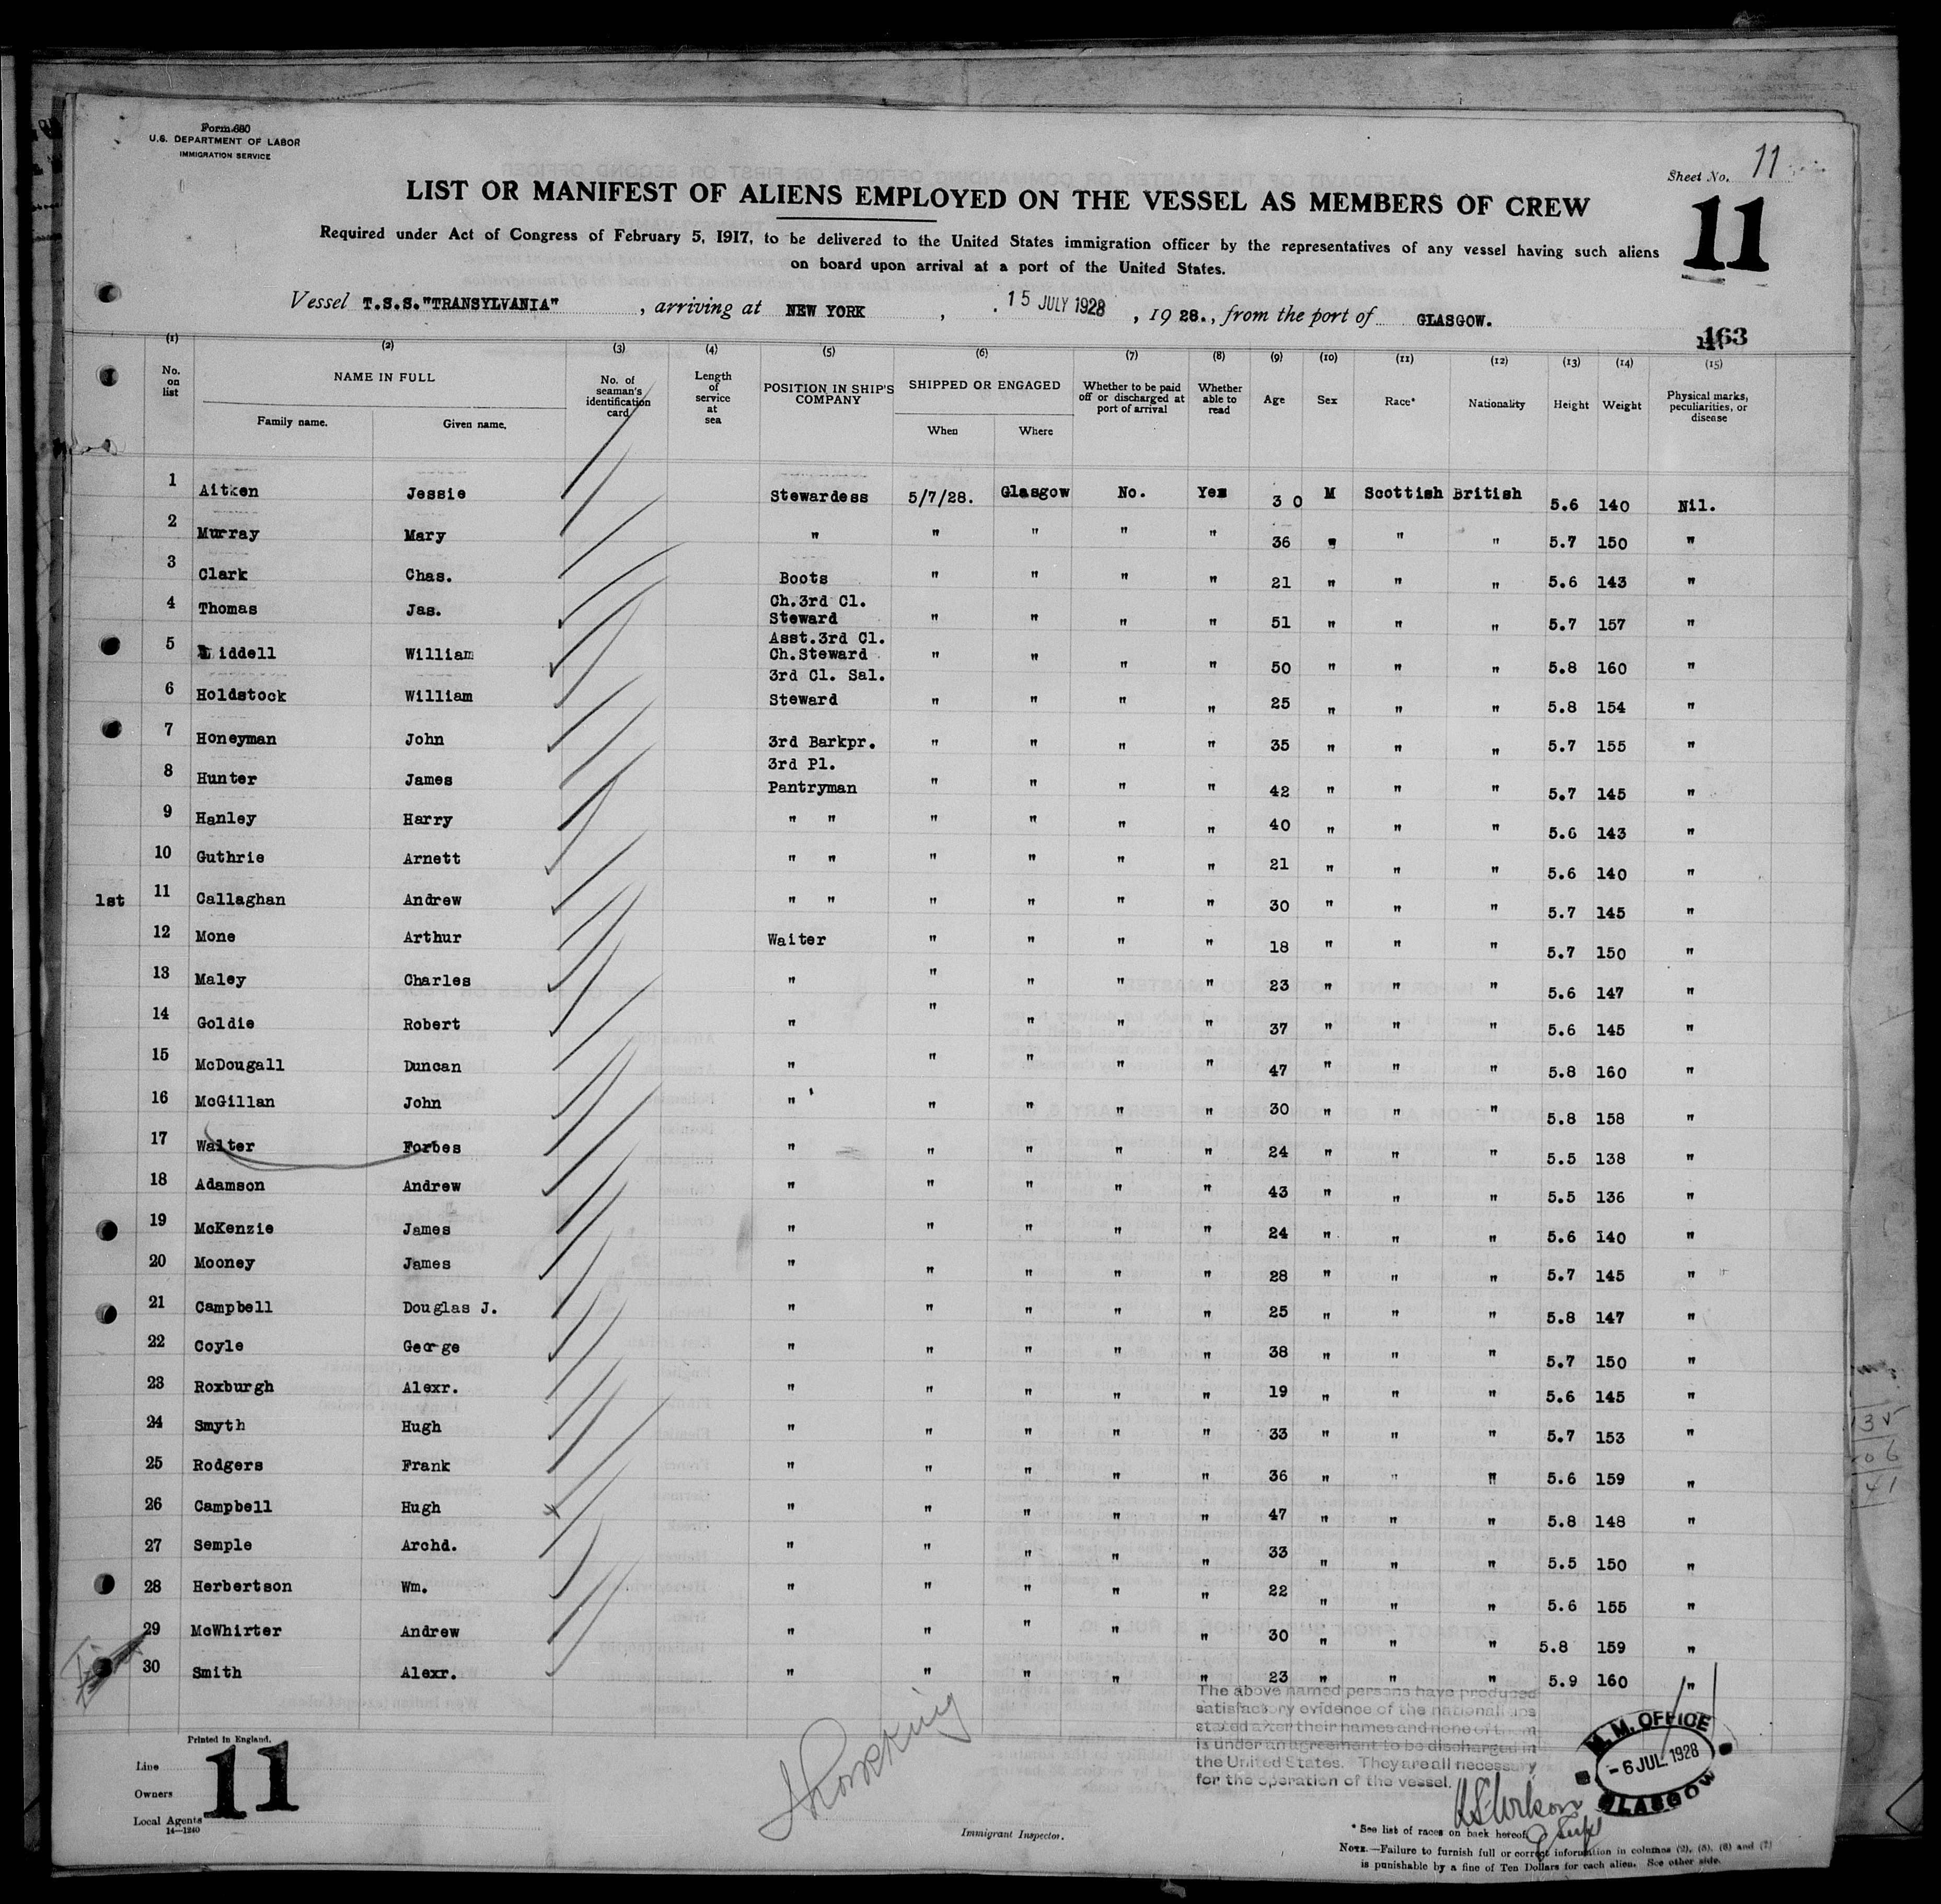 Form 680
U.S. DEPARTMENT OF LABOR
IMMIGRATION SERVICE
Sheet No. 11
11
LIST OR MANIFEST OF ALIENS EMPLOYED ON THE VESSEL AS MEMBERS OF CREW
Required under Act of Congress of February 5, 1917, to be delivered to the United States immigration officer by the representatives of any vessel having such aliens
on board upon arrival at a port of the United States.
Vessel T.S.S."TRANSYLVANIA" , arriving at NEW YORK , 15 JULY 1928 , 1928., from the port of GLASGOW.
163
(1) (2) (3) (4) (5) (6) (7) (8) (9) (10) (11) (12) (13) (14) (15)
No. on list NAME IN FULL Family name. Given name. No. of seaman's identification card Length of service at sea POSITION IN SHIP'S COMPANY SHIPPED OR ENGAGED When Where Whether to be paid off or discharged at port of arrival Whether able to read Age Sex Race* Nationality Height Weight Physical marks, peculiarities, or disease
1 Aitken Jessie Stewardess 5/7/28. Glasgow No. Yes 30 M Scottish British 5.6 140 Nil.
2 Murray Mary " " " " " 36 " " " 5.7 150 "
3 Clark Chas. Boots " " " " 21 " " " 5.6 143 "
4 Thomas Jas. Ch.3rd Cl. Steward " " " " 51 " " " 5.7 157 "
5 Liddell William Asst.3rd Cl. Ch.Steward " " " " 50 " " " 5.8 160 "
6 Holdstock William 3rd Cl. Sal. Steward " " " " 25 " " " 5.8 154 "
7 Honeyman John 3rd Barkpr. " " " " 35 " " " 5.7 155 "
8 Hunter James 3rd Pl. Pantryman " " " " 42 " " " 5.7 145 "
9 Hanley Harry " " " " " " 40 " " " 5.6 143 "
10 Guthrie Arnett " " " " " " 21 " " " 5.6 140 "
1st 11 Callaghan Andrew " " " " " " 30 " " " 5.7 145 "
12 Mone Arthur Waiter " " " " 18 " " " 5.7 150 "
13 Maley Charles " " " " " 23 " " " 5.6 147 "
14 Goldie Robert " " " " " 37 " " " 5.6 145 "
15 McDougall Duncan " " " " " 47 " " " 5.8 160 "
16 McGillan John " " " " " 30 " " " 5.8 158 "
17 Walter Forbes " " " " " 24 " " " 5.5 138 "
18 Adamson Andrew " " " " " 43 " " " 5.5 136 "
19 McKenzie James " " " " " 24 " " " 5.6 140 "
20 Mooney James " " " " " 28 " " " 5.7 145 "
21 Campbell Douglas J. " " " " " 25 " " " 5.8 147 "
22 Coyle George " " " " " 38 " " " 5.7 150 "
23 Roxburgh Alexr. " " " " " 19 " " " 5.6 145 "
24 Smyth Hugh " " " " " 33 " " " 5.7 153 "
25 Rodgers Frank " " " " " 36 " " " 5.6 159 "
26 Campbell Hugh " " " " " 47 " " " 5.8 148 "
27 Semple Archd. " " " " " 33 " " " 5.5 150 "
28 Herbertson Wm. " " " " " 22 " " " 5.6 155 "
29 McWhirter Andrew " " " " " 30 " " " 5.8 159 "
30 Smith Alexr. " " " " " 23 " " " 5.9 160 "
The above named persons have produced
satisfactory evidence of the nationalities
stated after their names and none of them
is under an agreement to be discharged in
the United States. They are all necessary
for the operation of the vessel.
M.M. OFFICE
- 6 JUL 1928
GLASGOW
Printed in England.
11
Line
Owners
Local Agents
14—1240
Immigrant Inspector.
* See list of races on back hereof.
NOTE.—Failure to furnish full or correct information in columns (2), (5), (6) and (7)
is punishable by a fine of Ten Dollars for each alien. See other side.